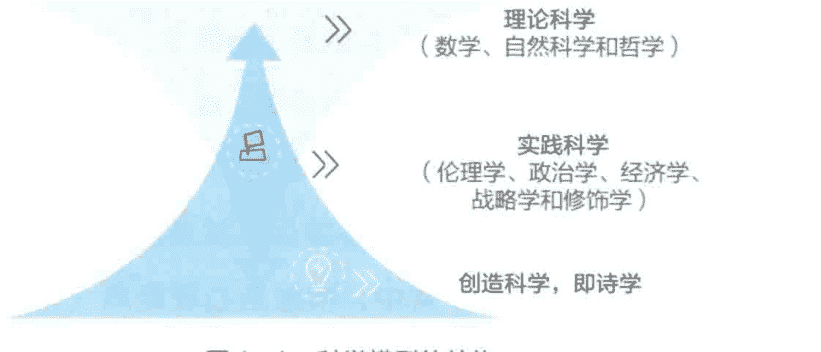 理论科学
（数学、自然科学和哲学）
实践科学
（伦理学、政治学、经济学、
战略学和修饰学）
创造科学，即诗学